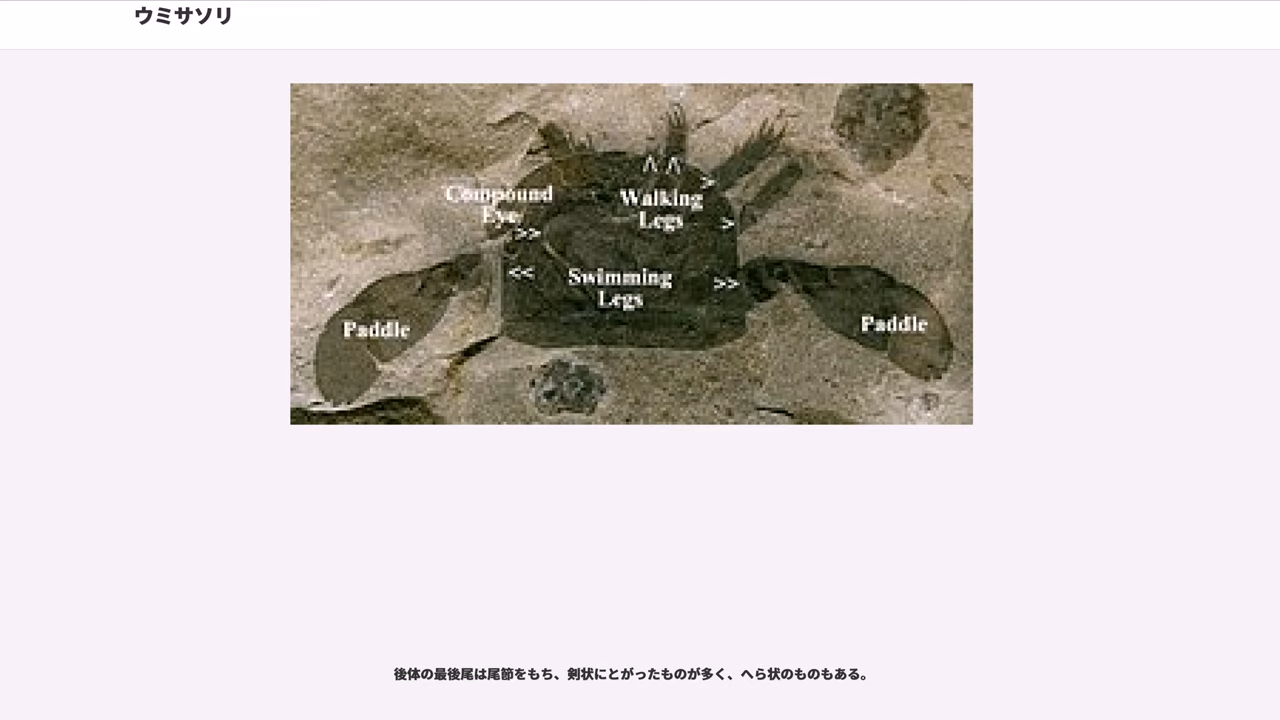 ウミサソリ
Compound
Eye
>>
Walking
Legs
>
>
<<
Swimming
Legs
>>
Paddle
Paddle
後体の最後尾は尾節をもち、剣状にとがったものが多く、へら状のものもある。